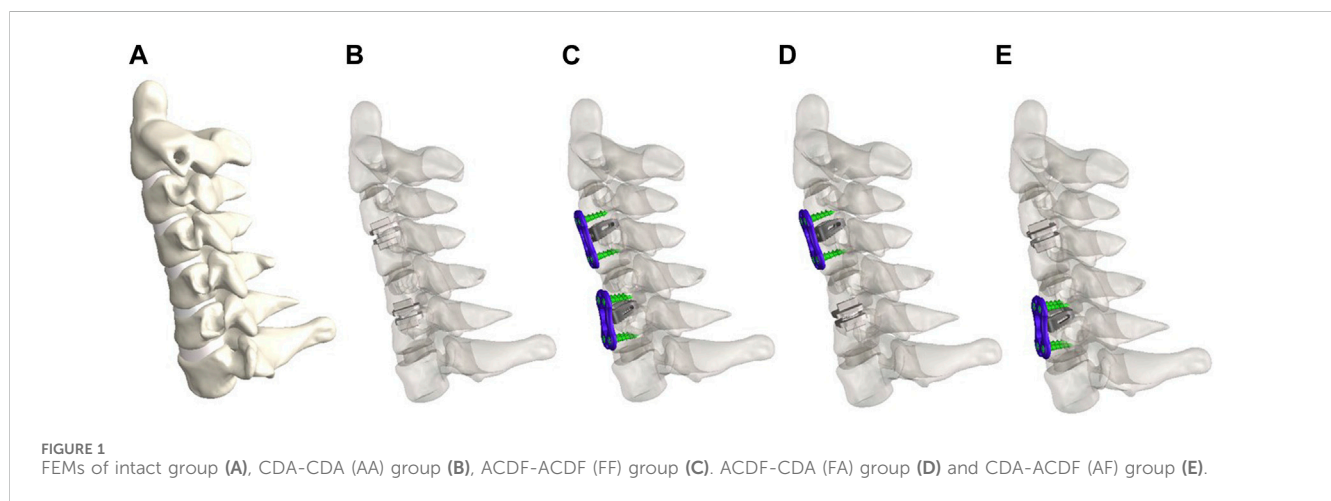 A B C D E
FIGURE 1
FEMs of intact group (A), CDA-CDA (AA) group (B), ACDF-ACDF (FF) group (C). ACDF-CDA (FA) group (D) and CDA-ACDF (AF) group (E).